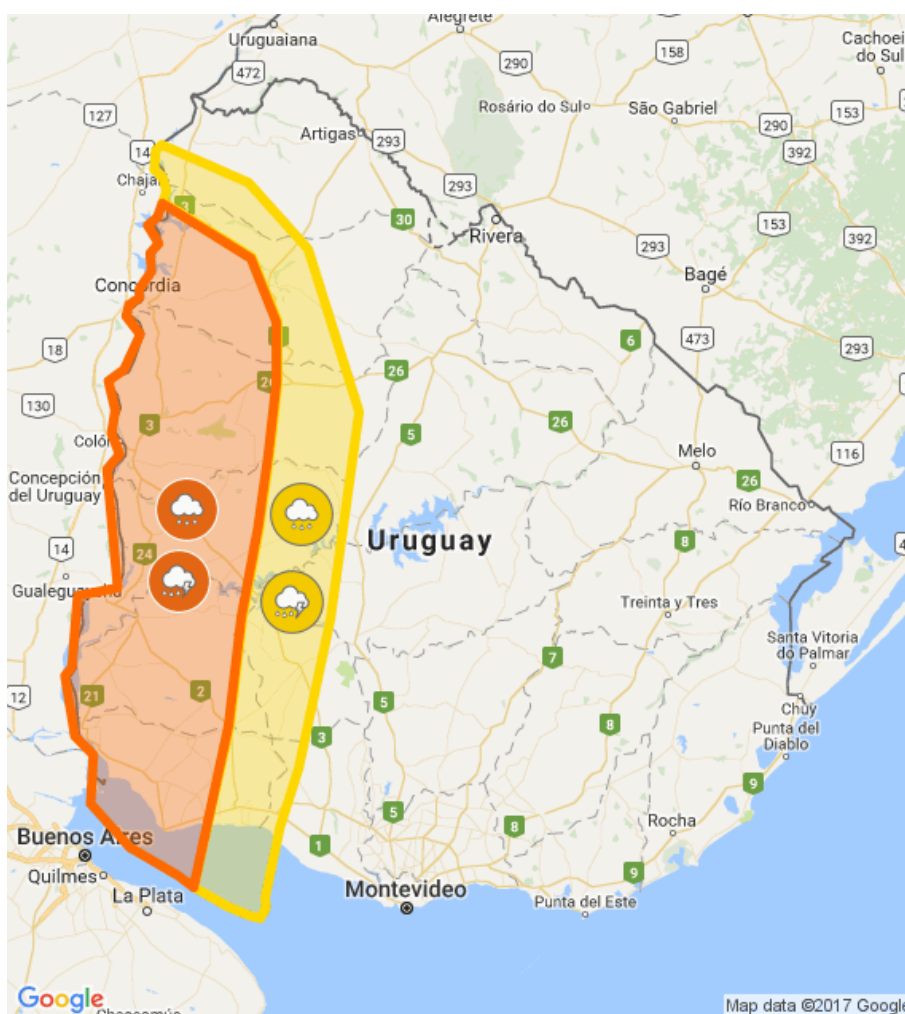 Alegrete
Uruguaiana
Cachoei
do Sul
290
158
472
Rosário do Sul
São Gabriel
127
153
153
Artigas
290
14
293
392
293
Chaja
3
30
153
Rivera
392
293
Bagé
Concordia
473
6
293
18
26
26
130
3
5
26
116
Colón
Melo
Concepción
del Uruguay
26
Río Branco
Uruguay
8
14
24
Gualeguaychú
Treinta y Tres
7
Santa Vitoria
do Palmar
12
21
2
5
8
Chuy
3
Punta del
Diablo
9
5
Rocha
Buenos Aires
1
8
Quilmes
9
Montevideo
La Plata
Punta del Este
Google
Map data ©2017 Google